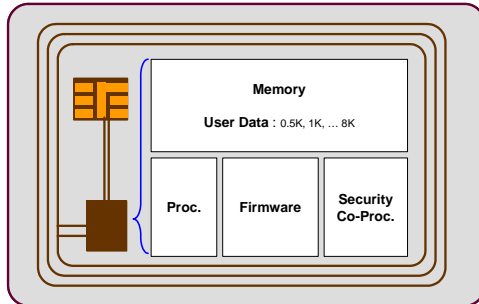 Memory
User Data : 0.5K, 1K, ... 8K
Proc.
Firmware
Security
Co-Proc.